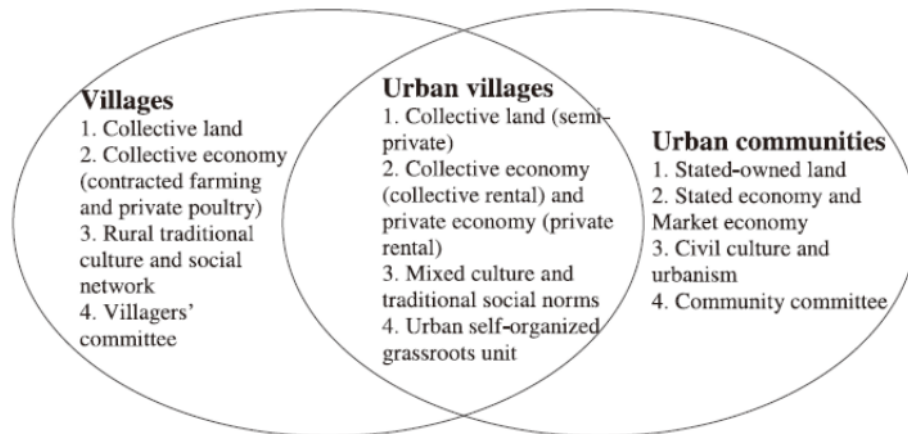 Villages
1. Collective land
2. Collective economy
(contracted farming
and private poultry)
3. Rural traditional
culture and social
network
4. Villagers'
committee
Urban villages
1. Collective land (semi-
private)
2. Collective economy
(collective rental) and
private economy (private
rental)
3. Mixed culture and
traditional social norms
4. Urban self-organized
grassroots unit
Urban communities
1. Stated-owned land
2. Stated economy and
Market economy
3. Civil culture and
urbanism
4. Community committee